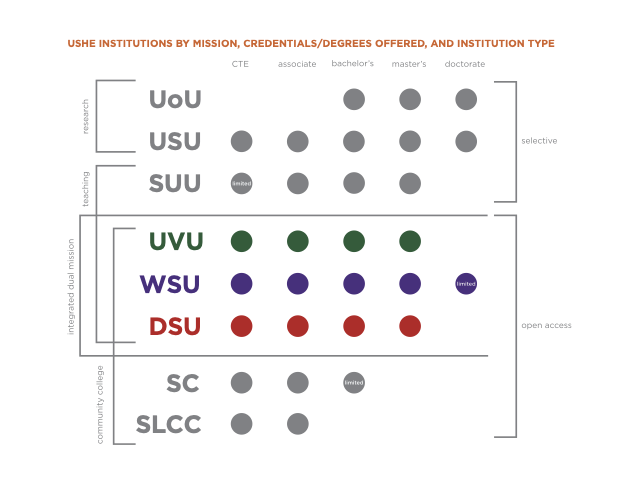 USHE INSTITUTIONS BY MISSION, CREDENTIALS/DEGREES OFFERED, AND INSTITUTION TYPE
CTE associate bachelor's master's doctorate
research
UoU
USU
selective
teaching
SUU
limited
integrated dual mission
UVU
WSU
limited
DSU
open access
community college
SC
limited
SLCC